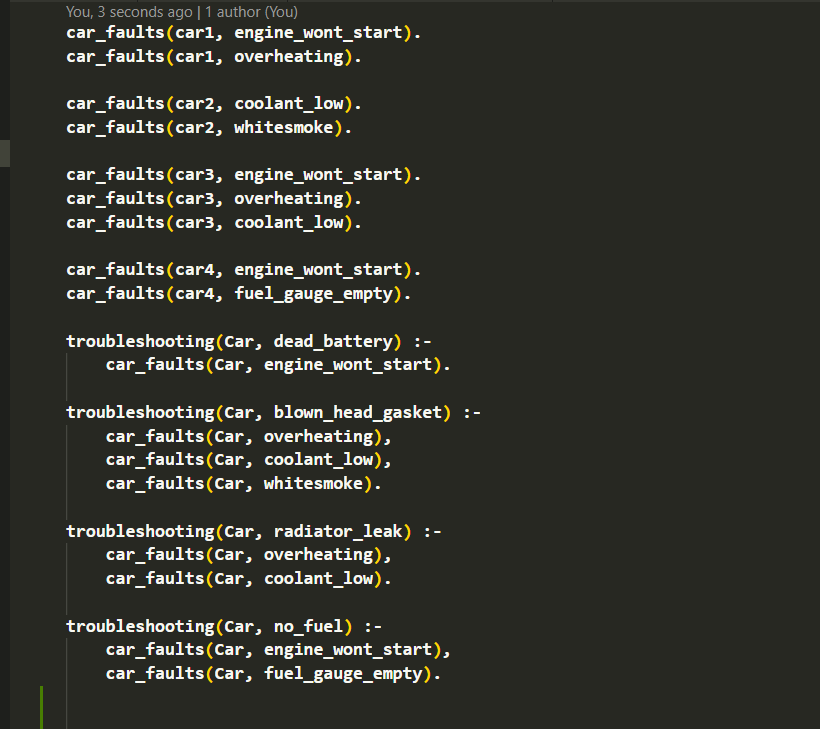 You, 3 seconds ago | 1 author (You)
car_faults(car1, engine_wont_start).
car_faults(car1, overheating).
car_faults(car2, coolant_low).
car_faults(car2, whitesmoke).
car_faults(car3, engine_wont_start).
car_faults(car3, overheating).
car_faults(car3, coolant_low).
car_faults(car4, engine_wont_start).
car_faults(car4, fuel_gauge_empty).
troubleshooting(Car, dead_battery) :-
    car_faults(Car, engine_wont_start).
troubleshooting(Car, blown_head_gasket) :-
    car_faults(Car, overheating),
    car_faults(Car, coolant_low),
    car_faults(Car, whitesmoke).
troubleshooting(Car, radiator_leak) :-
    car_faults(Car, overheating),
    car_faults(Car, coolant_low).
troubleshooting(Car, no_fuel) :-
    car_faults(Car, engine_wont_start),
    car_faults(Car, fuel_gauge_empty).